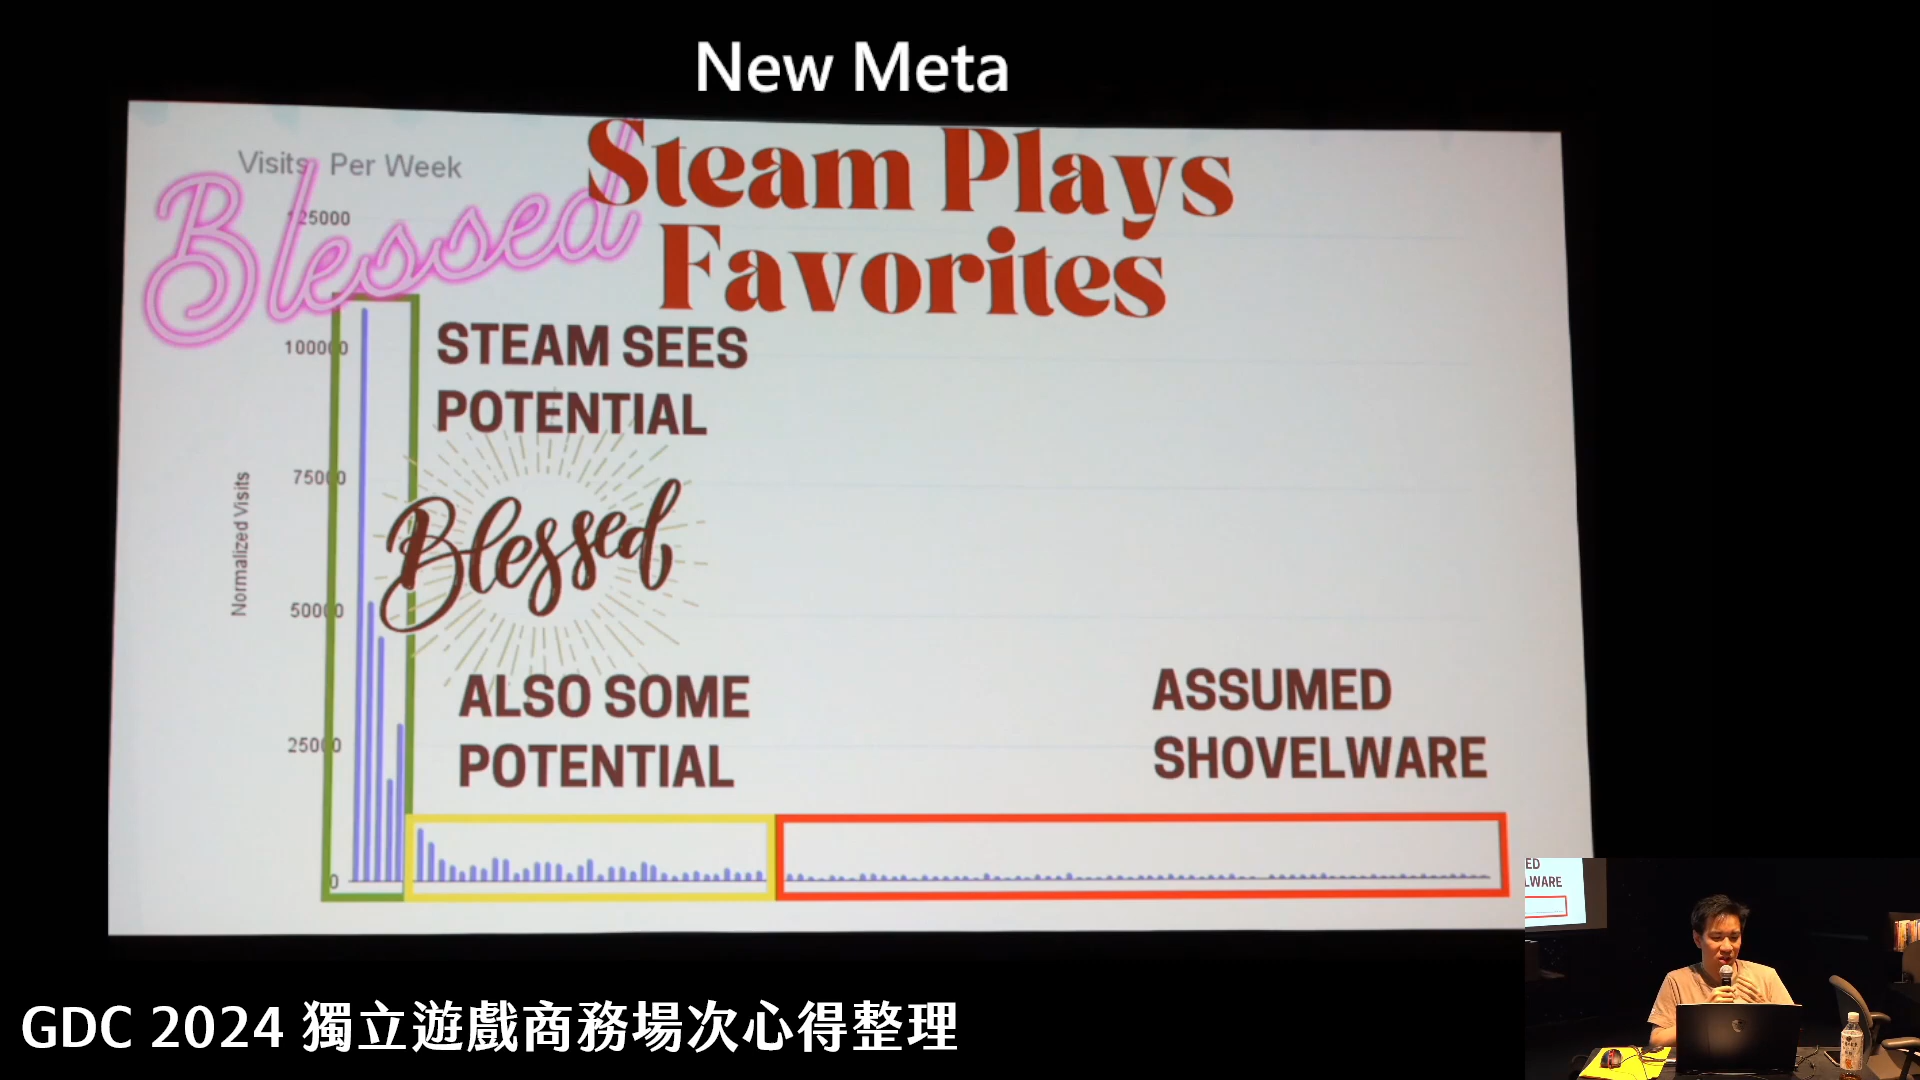 New Meta
Steam Plays
Favorites
Visits Per Week
Blessed
125000
STEAM SEES
POTENTIAL
100000
75000
Blessed
Normalized Visits
50000
ALSO SOME
POTENTIAL
ASSUMED
SHOVELWARE
25000
0
ED
LWARE
GDC 2024 獨立遊戲商務場次心得整理